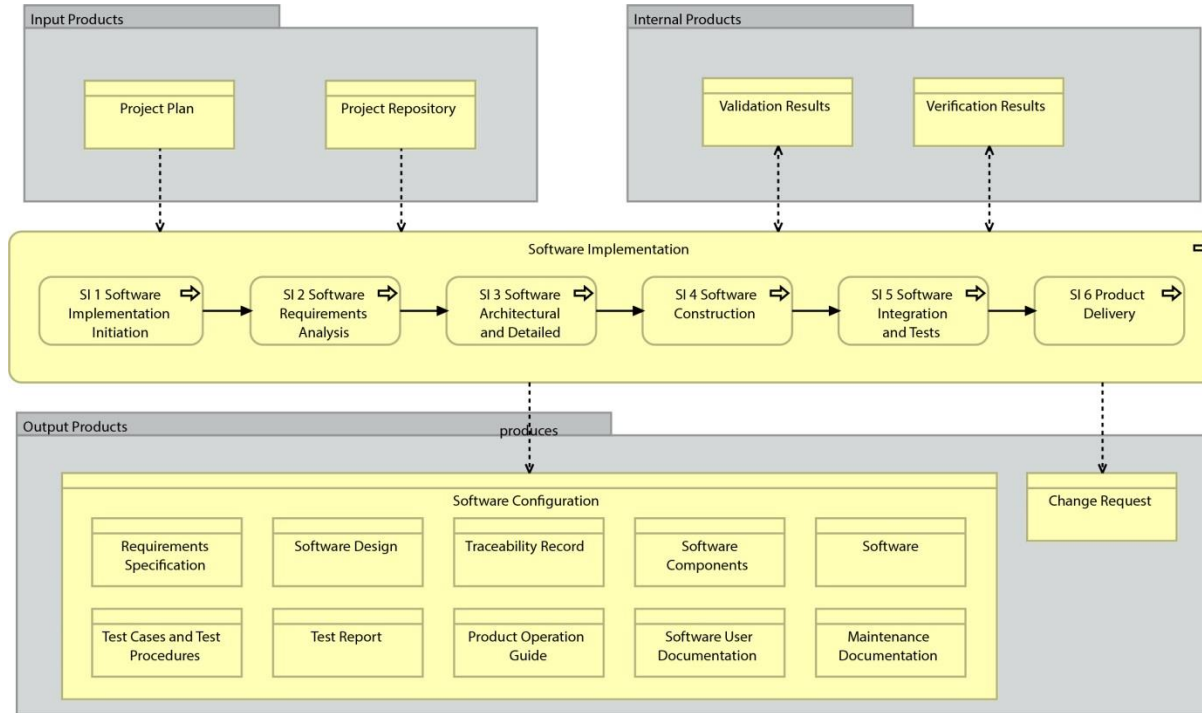 Input Products
Internal Products
Project Plan
Project Repository
Validation Results
Verification Results
Software Implementation
SI 1 Software
Implementation
Initiation
SI 2 Software
Requirements
Analysis
SI 3 Software
Architectural
and Detailed
SI 4 Software
Construction
SI 5 Software
Integration
and Tests
SI 6 Product
Delivery
Output Products
produces
Software Configuration
Change Request
Requirements
Specification
Software Design
Traceability Record
Software
Components
Software
Test Cases and Test
Procedures
Test Report
Product Operation
Guide
Software User
Documentation
Maintenance
Documentation